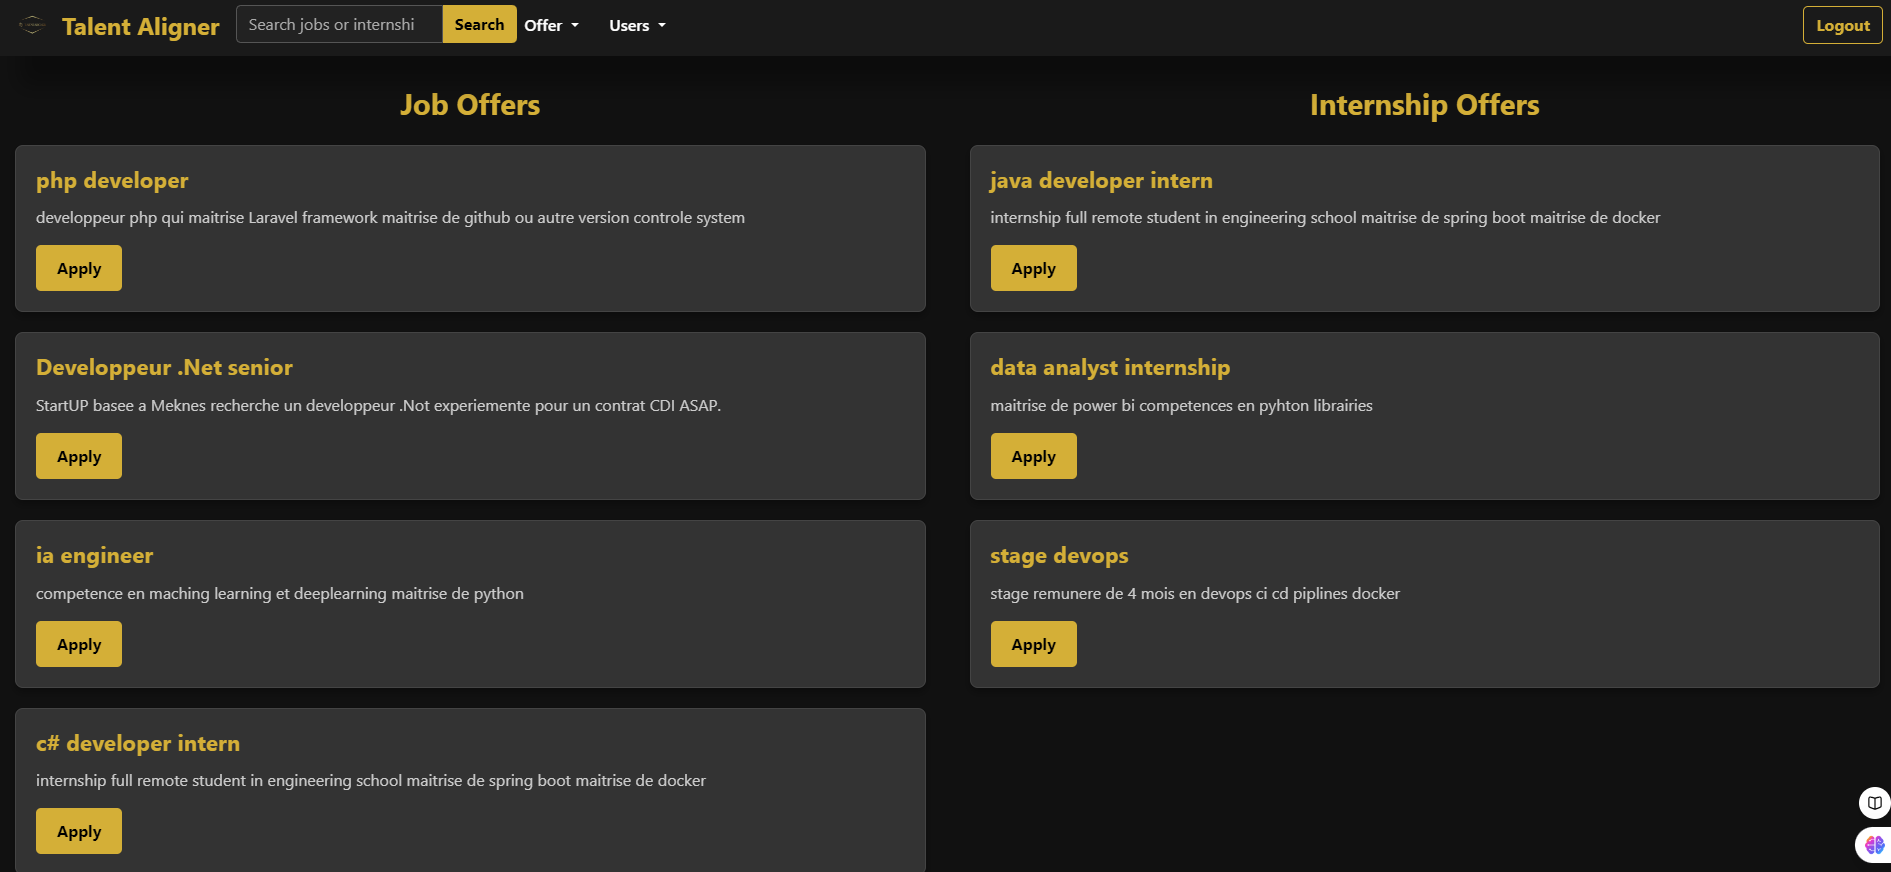 Talent Aligner
Search jobs or internshi
Search
Offer
Users
Logout
Job Offers
php developer
developpeur php qui maitrise Laravel framework maitrise de github ou autre version controle system
Apply
Developpeur .Net senior
StartUP basee a Meknes recherche un developpeur .Not experiemente pour un contrat CDI ASAP.
Apply
ia engineer
competence en maching learning et deeplearning maitrise de python
Apply
c# developer intern
internship full remote student in engineering school maitrise de spring boot maitrise de docker
Apply
Internship Offers
java developer intern
internship full remote student in engineering school maitrise de spring boot maitrise de docker
Apply
data analyst internship
maitrise de power bi competences en pyhton librairies
Apply
stage devops
stage remunere de 4 mois en devops ci cd piplines docker
Apply